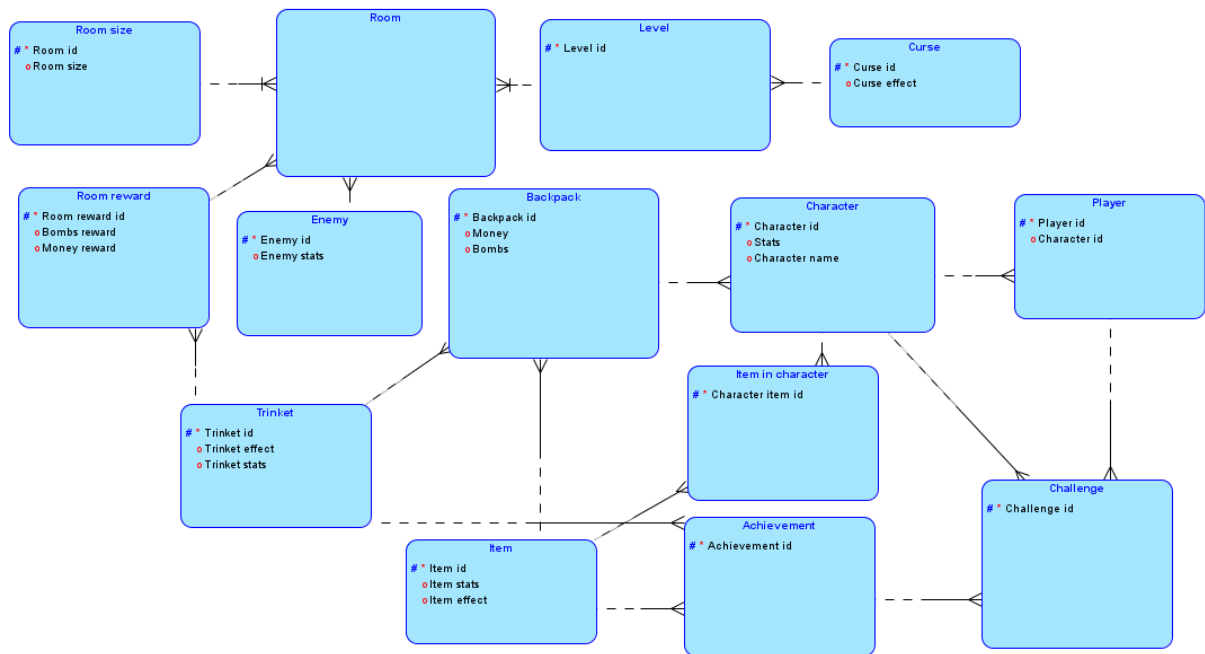 Room size
# * Room id
o Room size
Room
Level
# * Level id
Curse
# * Curse id
o Curse effect
Room reward
# * Room reward id
o Bombs reward
o Money reward
Enemy
# * Enemy id
o Enemy stats
Backpack
# * Backpack id
o Money
o Bombs
Character
# * Character id
o Stats
o Character name
Player
# * Player id
o Character id
Trinket
# * Trinket id
o Trinket effect
o Trinket stats
Item in character
# * Character item id
Item
# * Item id
o Item stats
o Item effect
Achievement
# * Achievement id
Challenge
# * Challenge id